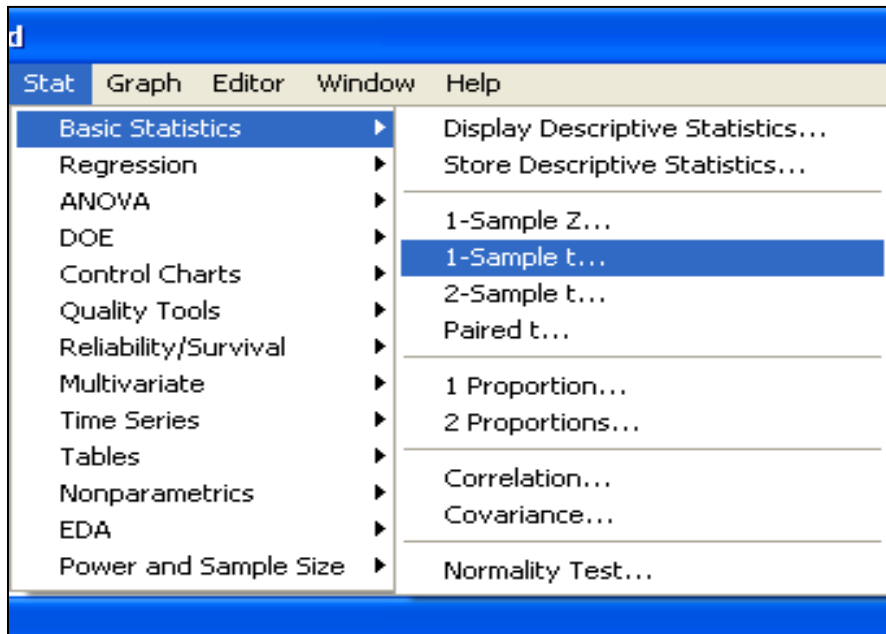 d
Stat Graph Editor Window Help
Basic Statistics
Regression
ANOVA
DOE
Control Charts
Quality Tools
Reliability/Survival
Multivariate
Time Series
Tables
Nonparametrics
EDA
Power and Sample Size
Display Descriptive Statistics...
Store Descriptive Statistics...
1-Sample Z...
1-Sample t...
2-Sample t...
Paired t...
1 Proportion...
2 Proportions...
Correlation...
Covariance...
Normality Test...